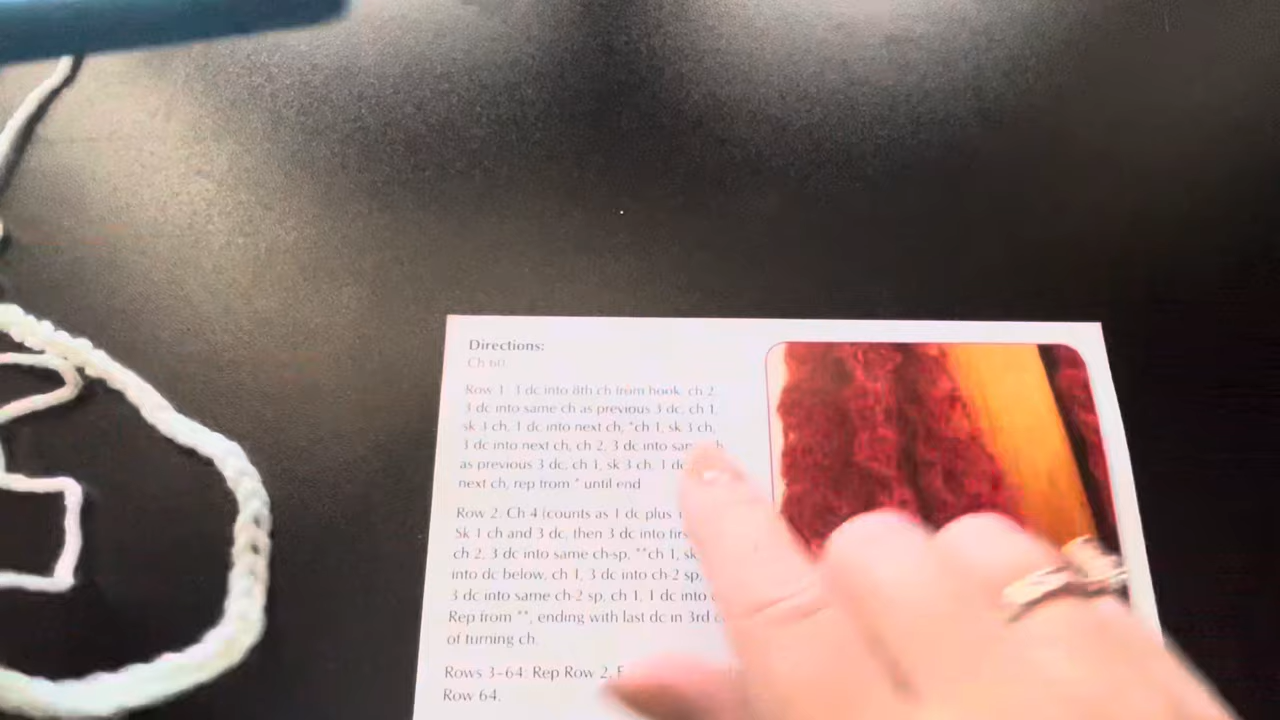 Directions:
Ch 60
Row 1: 3 dc into 8th ch from hook, ch 2,
3 dc into same ch as previous 3 dc, ch 1,
sk 3 ch, 1 dc into next ch, *ch 1, sk 3 ch,
3 dc into next ch, ch 2, 3 dc into same
as previous 3 dc, ch 1, sk 3 ch, 1 dc
next ch, rep from * until end
Row 2: Ch 4 (counts as 1 dc plus
Sk 1 ch and 3 dc, then 3 dc into
ch 2, 3 dc into same ch-sp, **ch 1, sk
into dc below, ch 1, 3 dc into ch-2 sp,
3 dc into same ch-2 sp, ch 1, 1 dc into
Rep from **, ending with last dc in 3rd
of turning ch.
Rows 3–64: Rep Row 2.
Row 64.